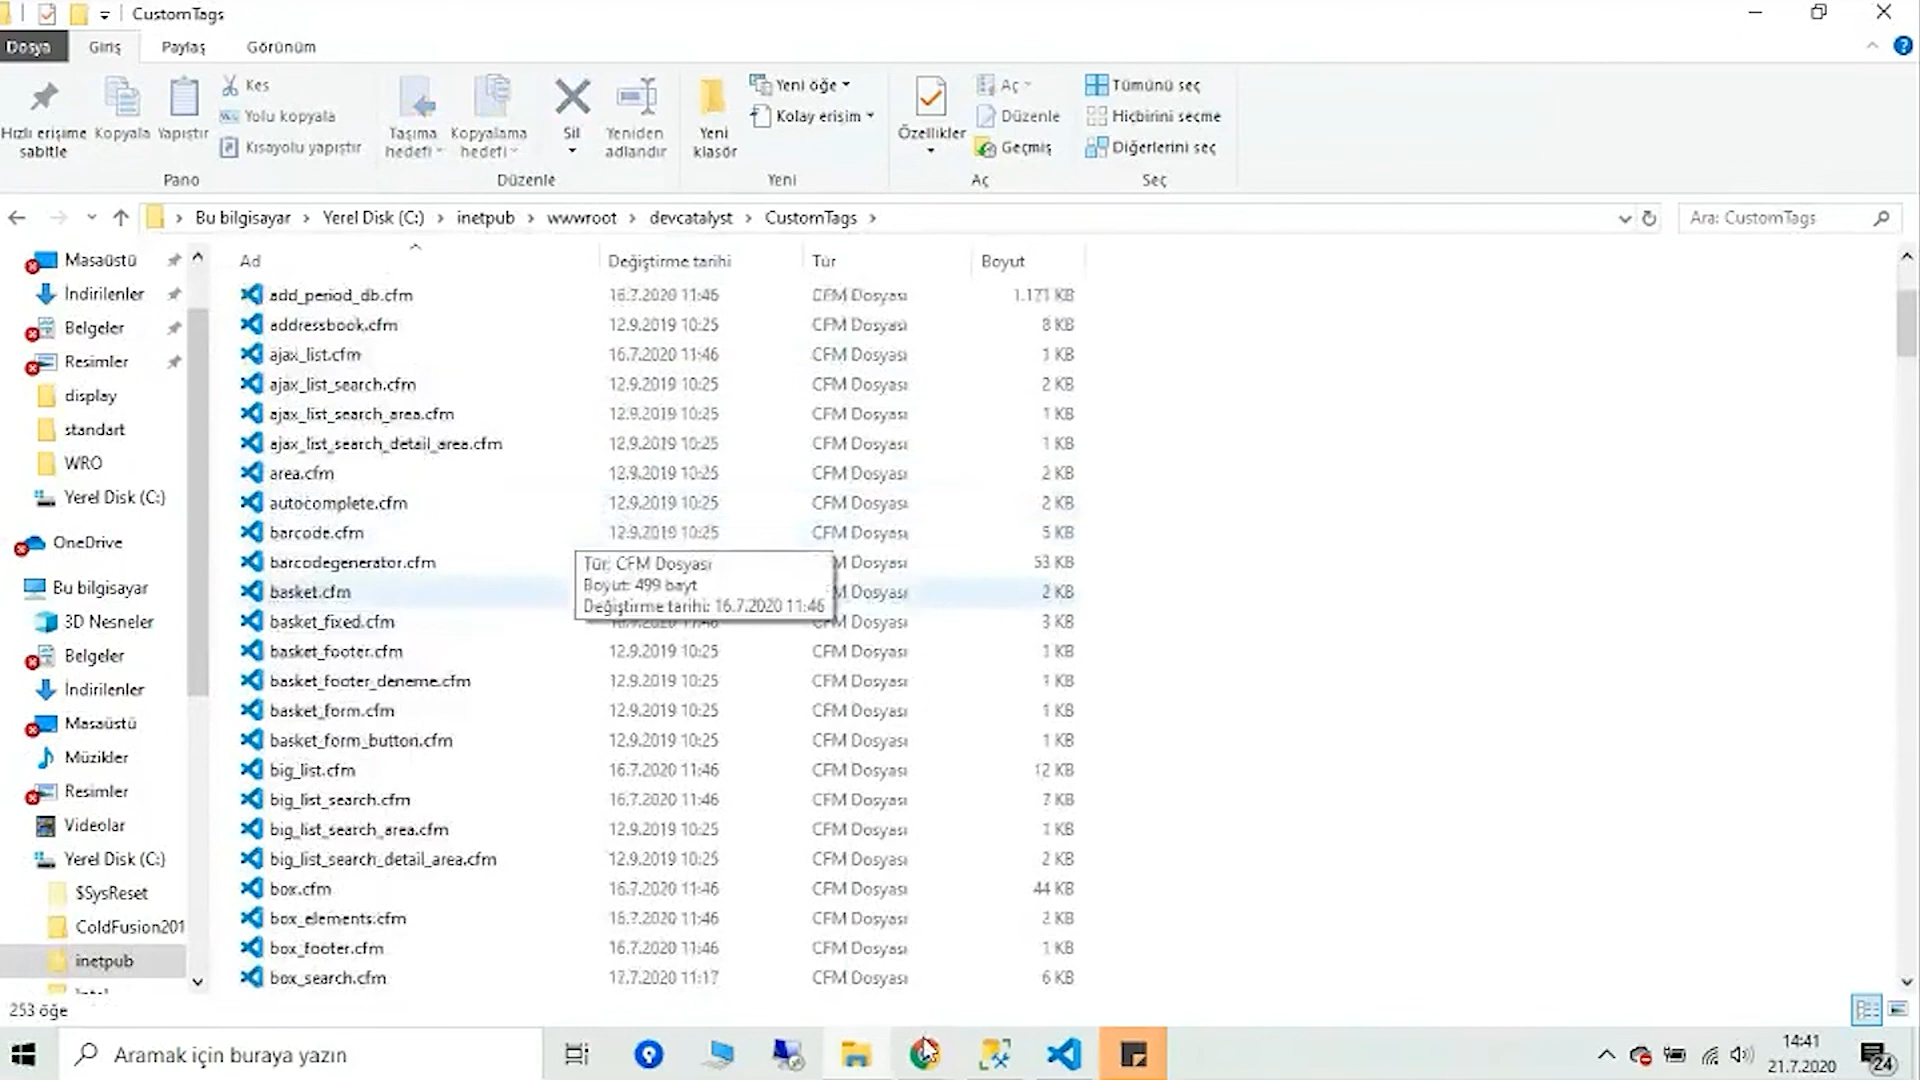 CustomTags
Dosya Giriş Paylaş Görünüm
Hızlı erişime sabitle
Kopyala
Yapıştır
Kes
Yolu kopyala
Kısayolu yapıştır
Pano
Taşıma hedefi
Kopyalama hedefi
Sil
Yeniden adlandır
Düzenle
Yeni klasör
Yeni öğe
Kolay erişim
Yeni
Özellikler
Aç
Düzenle
Geçmiş
Aç
Tümünü seç
Hiçbirini seçme
Diğerlerini seç
Seç
Bu bilgisayar > Yerel Disk (C:) > inetpub > wwwroot > devcatalyst > CustomTags >
Ara: CustomTags
Masaüstü
İndirilenler
Belgeler
Resimler
display
standart
WRO
Yerel Disk (C:)
OneDrive
Bu bilgisayar
3D Nesneler
Belgeler
İndirilenler
Masaüstü
Müzikler
Resimler
Videolar
Yerel Disk (C:)
$SysReset
ColdFusion201
inetpub
Ad Değiştirme tarihi Tür Boyut
add_period_db.cfm 16.7.2020 11:46 CFM Dosyası 1.171 KB
addressbook.cfm 12.9.2019 10:25 CFM Dosyası 8 KB
ajax_list.cfm 16.7.2020 11:46 CFM Dosyası 1 KB
ajax_list_search.cfm 12.9.2019 10:25 CFM Dosyası 2 KB
ajax_list_search_area.cfm 12.9.2019 10:25 CFM Dosyası 1 KB
ajax_list_search_detail_area.cfm 12.9.2019 10:25 CFM Dosyası 1 KB
area.cfm 12.9.2019 10:25 CFM Dosyası 2 KB
autocomplete.cfm 12.9.2019 10:25 CFM Dosyası 2 KB
barcode.cfm 12.9.2019 10:25 CFM Dosyası 5 KB
barcodegenerator.cfm M Dosyası 53 KB
basket.cfm M Dosyası 2 KB
Tür: CFM Dosyası
Boyut: 499 bayt
Değiştirme tarihi: 16.7.2020 11:46
basket_fixed.cfm CFM Dosyası 3 KB
basket_footer.cfm 12.9.2019 10:25 CFM Dosyası 1 KB
basket_footer_deneme.cfm 12.9.2019 10:25 CFM Dosyası 1 KB
basket_form.cfm 12.9.2019 10:25 CFM Dosyası 1 KB
basket_form_button.cfm 12.9.2019 10:25 CFM Dosyası 1 KB
big_list.cfm 16.7.2020 11:46 CFM Dosyası 12 KB
big_list_search.cfm 16.7.2020 11:46 CFM Dosyası 7 KB
big_list_search_area.cfm 12.9.2019 10:25 CFM Dosyası 1 KB
big_list_search_detail_area.cfm 12.9.2019 10:25 CFM Dosyası 2 KB
box.cfm 16.7.2020 11:46 CFM Dosyası 44 KB
box_elements.cfm 16.7.2020 11:46 CFM Dosyası 2 KB
box_footer.cfm 16.7.2020 11:46 CFM Dosyası 1 KB
box_search.cfm 17.7.2020 11:17 CFM Dosyası 6 KB
253 öğe
Aramak için buraya yazın
14:41
21.7.2020
24